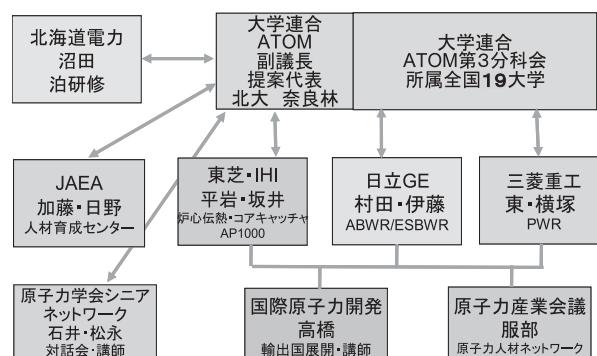 北海道電力
沼田
泊研修
大学連合
ATOM
副議長
提案代表
北大 奈良林
大学連合
ATOM第3分科会
所属全国19大学
JAEA
加藤・日野
人材育成センター
東芝・IHI
平岩・坂井
炉心伝熱・コアキャッチャ
AP1000
日立GE
村田・伊藤
ABWR/ESBWR
三菱重工
東・横塚
PWR
原子力学会シニア
ネットワーク
石井・松永
対話会・講師
国際原子力開発
高橋
輸出国展開・講師
原子力産業会議
服部
原子力人材ネットワーク